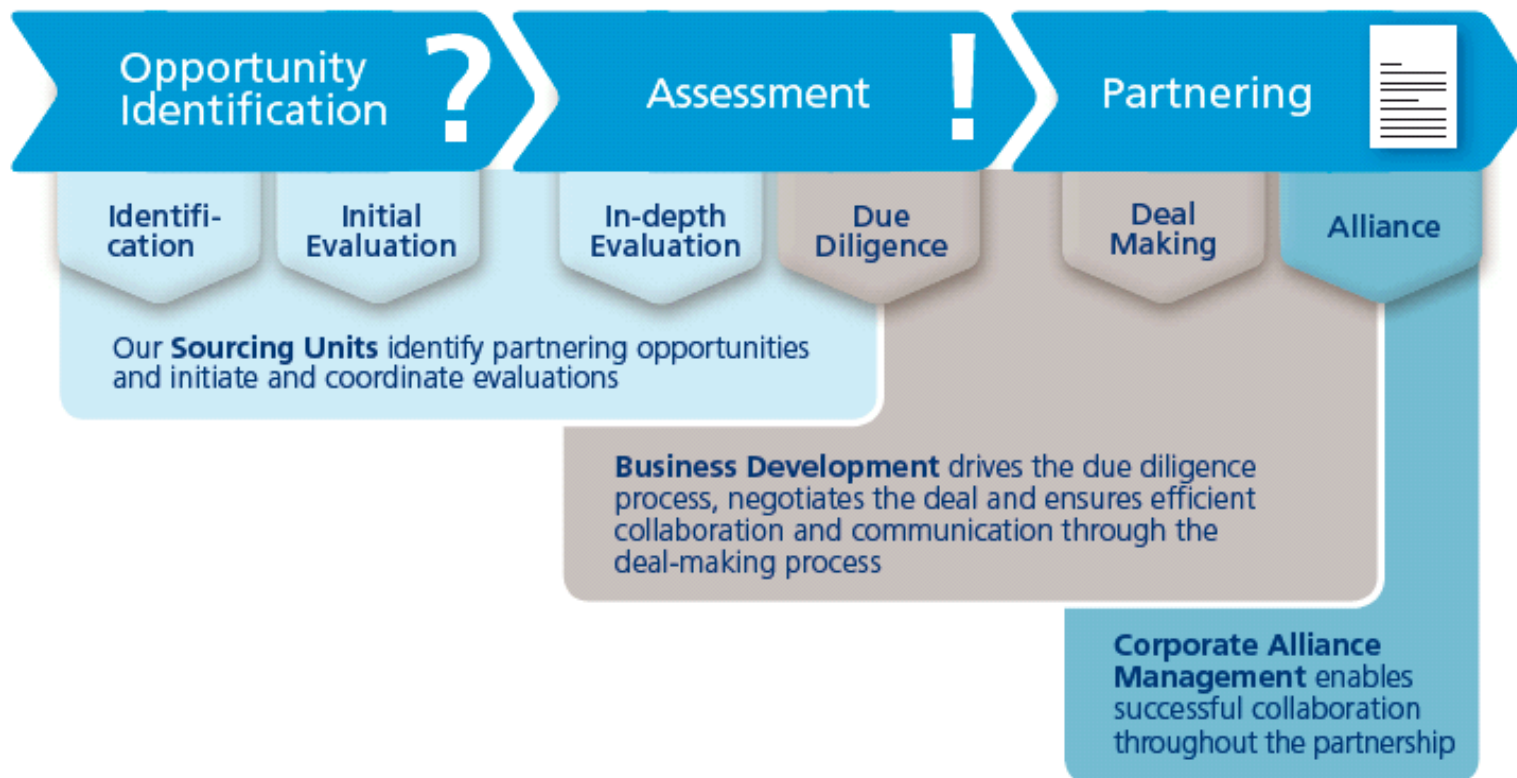 Opportunity
Identification
?
Assessment
!
Partnering
Identifi-
cation
Initial
Evaluation
In-depth
Evaluation
Due
Diligence
Deal
Making
Alliance
Our Sourcing Units identify partnering opportunities
and initiate and coordinate evaluations
Business Development drives the due diligence
process, negotiates the deal and ensures efficient
collaboration and communication through the
deal-making process
Corporate Alliance
Management enables
successful collaboration
throughout the partnership